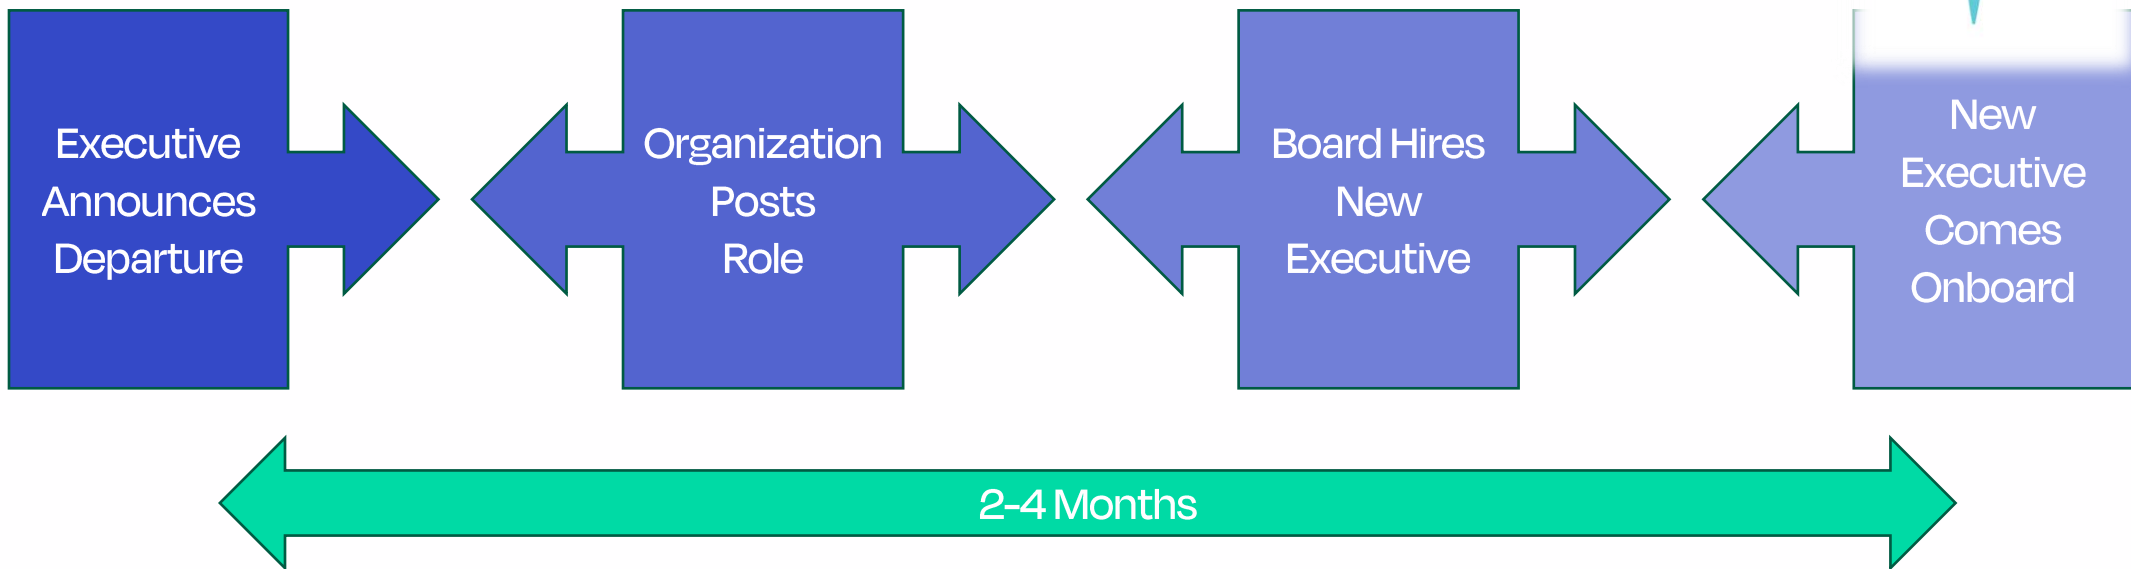 Executive
Announces
Departure
Organization
Posts
Role
Board Hires
New
Executive
New
Executive
Comes
Onboard
2-4 Months